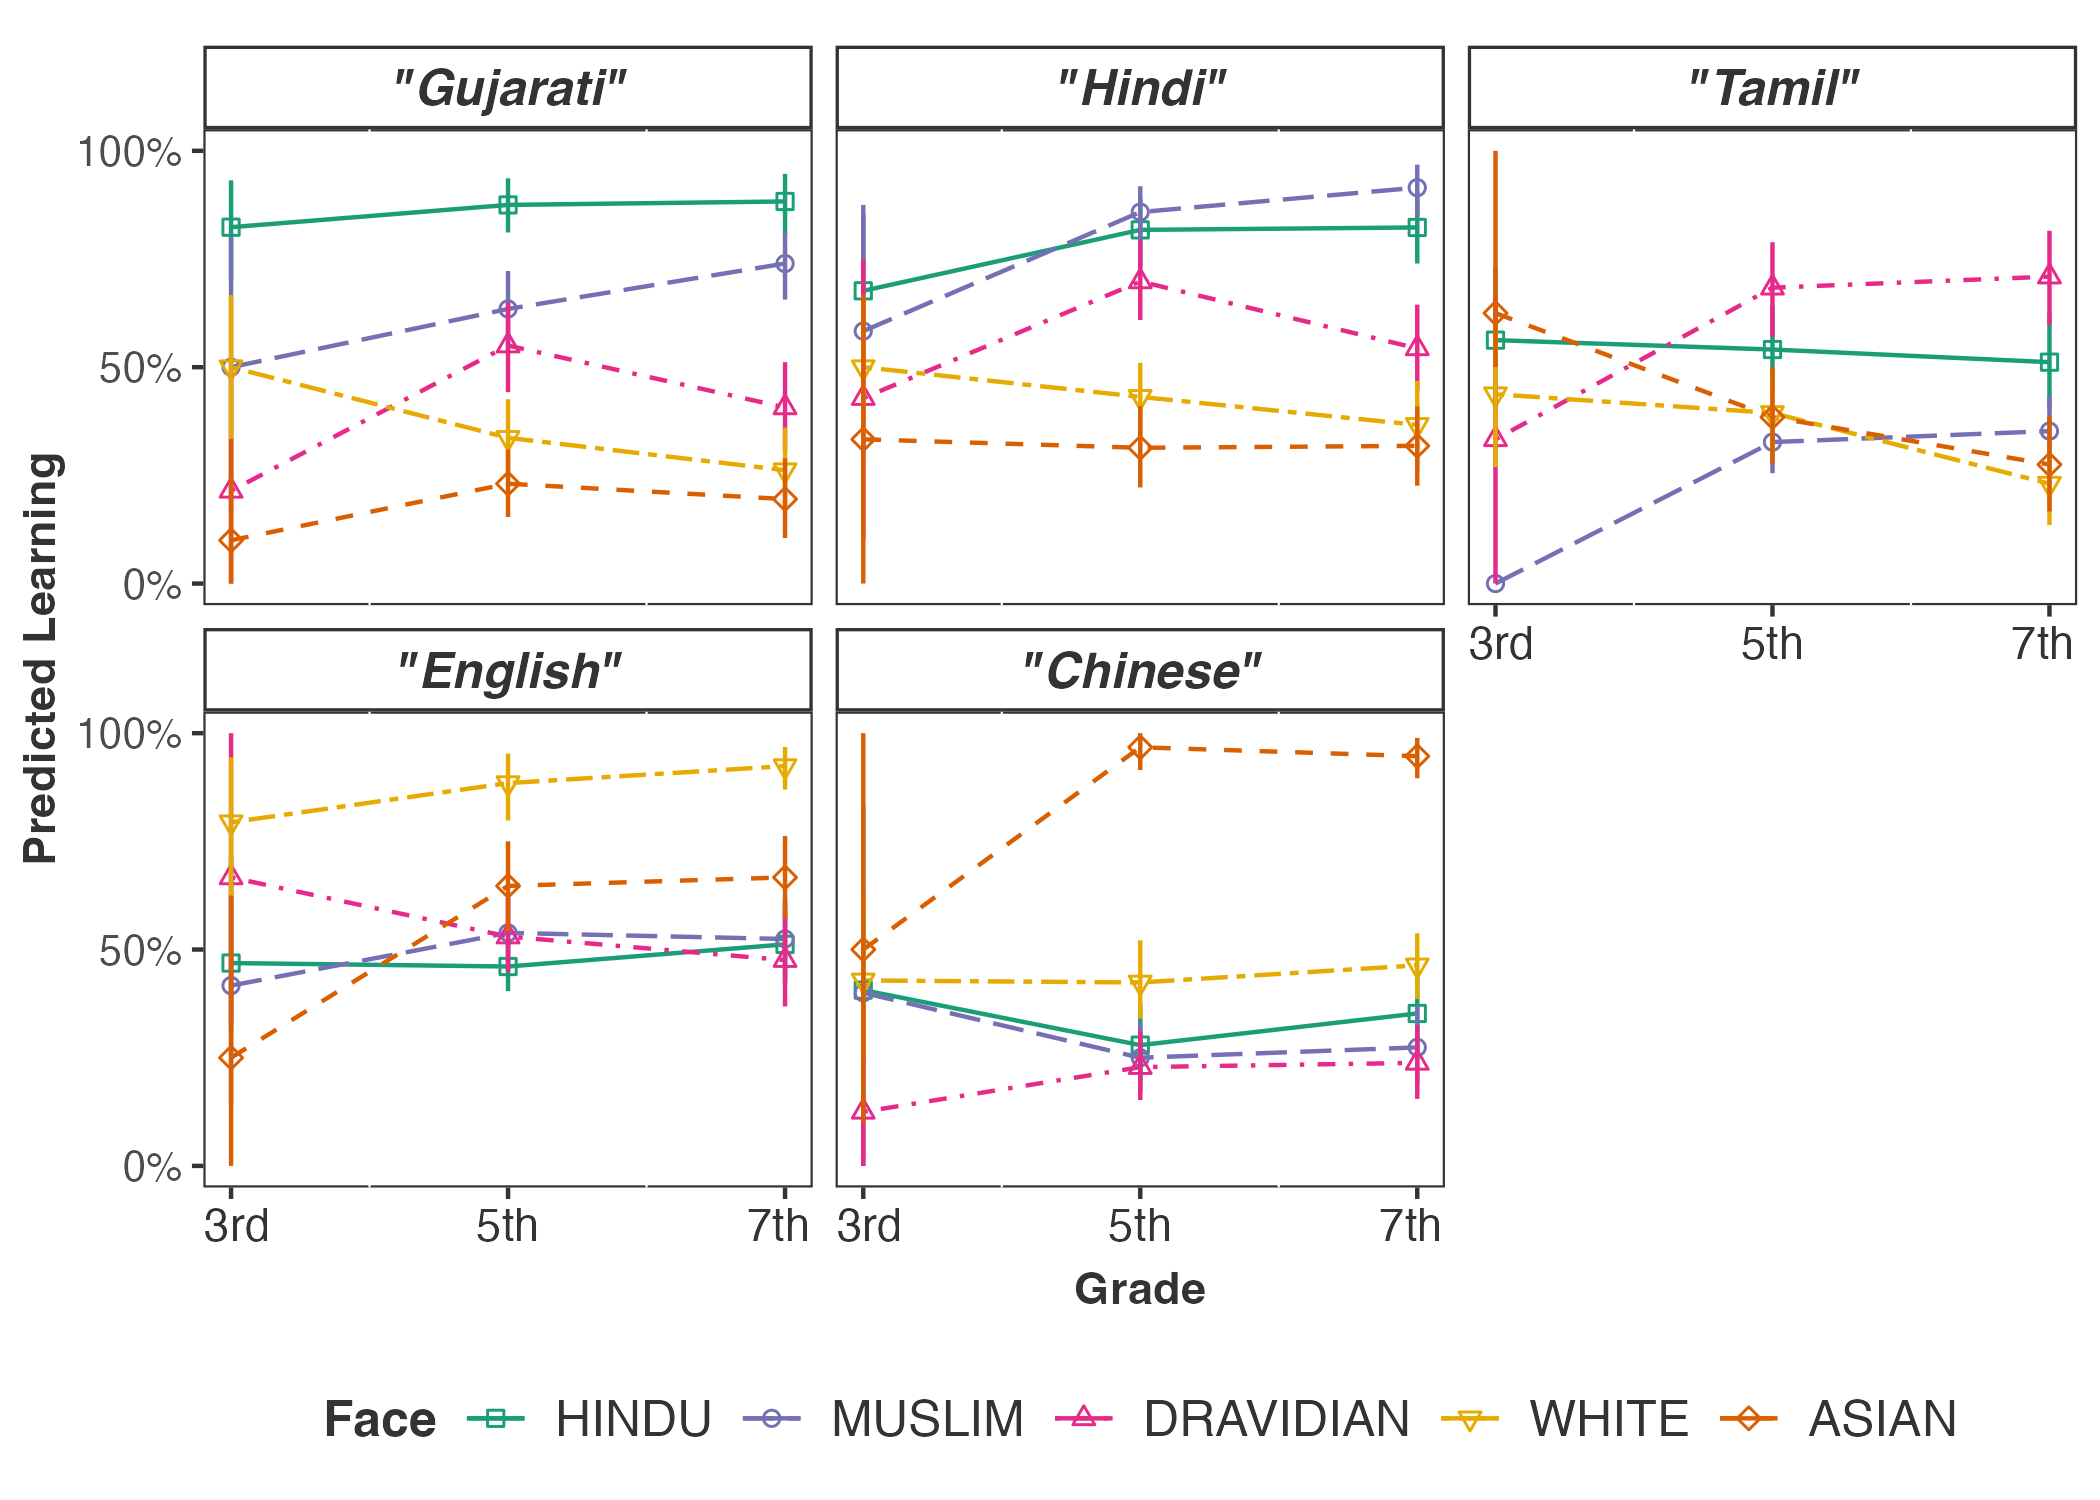 "Gujarati"
"Hindi"
"Tamil"
100%
50%
0%
3rd 5th 7th
"English"
"Chinese"
100%
50%
0%
3rd 5th 7th
3rd 5th 7th
Predicted Learning
Grade
Face HINDU MUSLIM DRAVIDIAN WHITE ASIAN